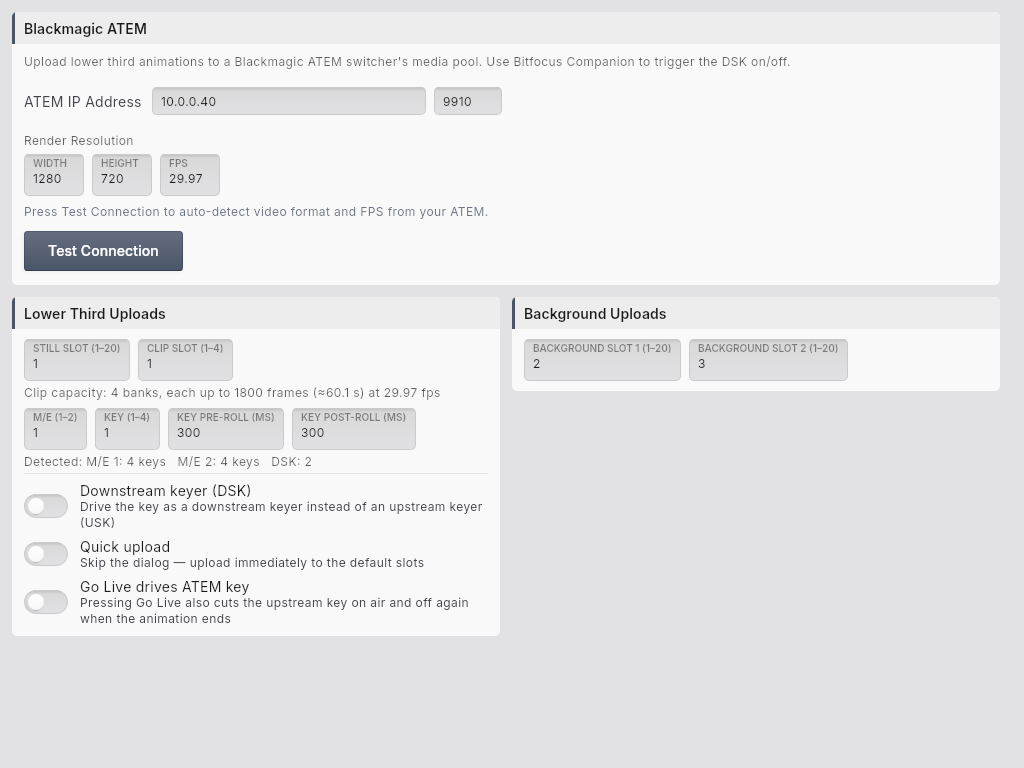 Blackmagic ATEM
Upload lower third animations to a Blackmagic ATEM switcher's media pool. Use Bitfocus Companion to trigger the DSK on/off.
ATEM IP Address 10.0.0.40 9910
Render Resolution
WIDTH HEIGHT FPS
1280 720 29.97
Press Test Connection to auto-detect video format and FPS from your ATEM.
Test Connection
Lower Third Uploads
STILL SLOT (1–20) CLIP SLOT (1–4)
1 1
Clip capacity: 4 banks, each up to 1800 frames (≈60.1 s) at 29.97 fps
M/E (1–2) KEY (1–4) KEY PRE-ROLL (MS) KEY POST-ROLL (MS)
1 1 300 300
Detected: M/E 1: 4 keys M/E 2: 4 keys DSK: 2
Downstream keyer (DSK)
Drive the key as a downstream keyer instead of an upstream keyer
(USK)
Quick upload
Skip the dialog — upload immediately to the default slots
Go Live drives ATEM key
Pressing Go Live also cuts the upstream key on air and off again
when the animation ends
Background Uploads
BACKGROUND SLOT 1 (1–20) BACKGROUND SLOT 2 (1–20)
2 3